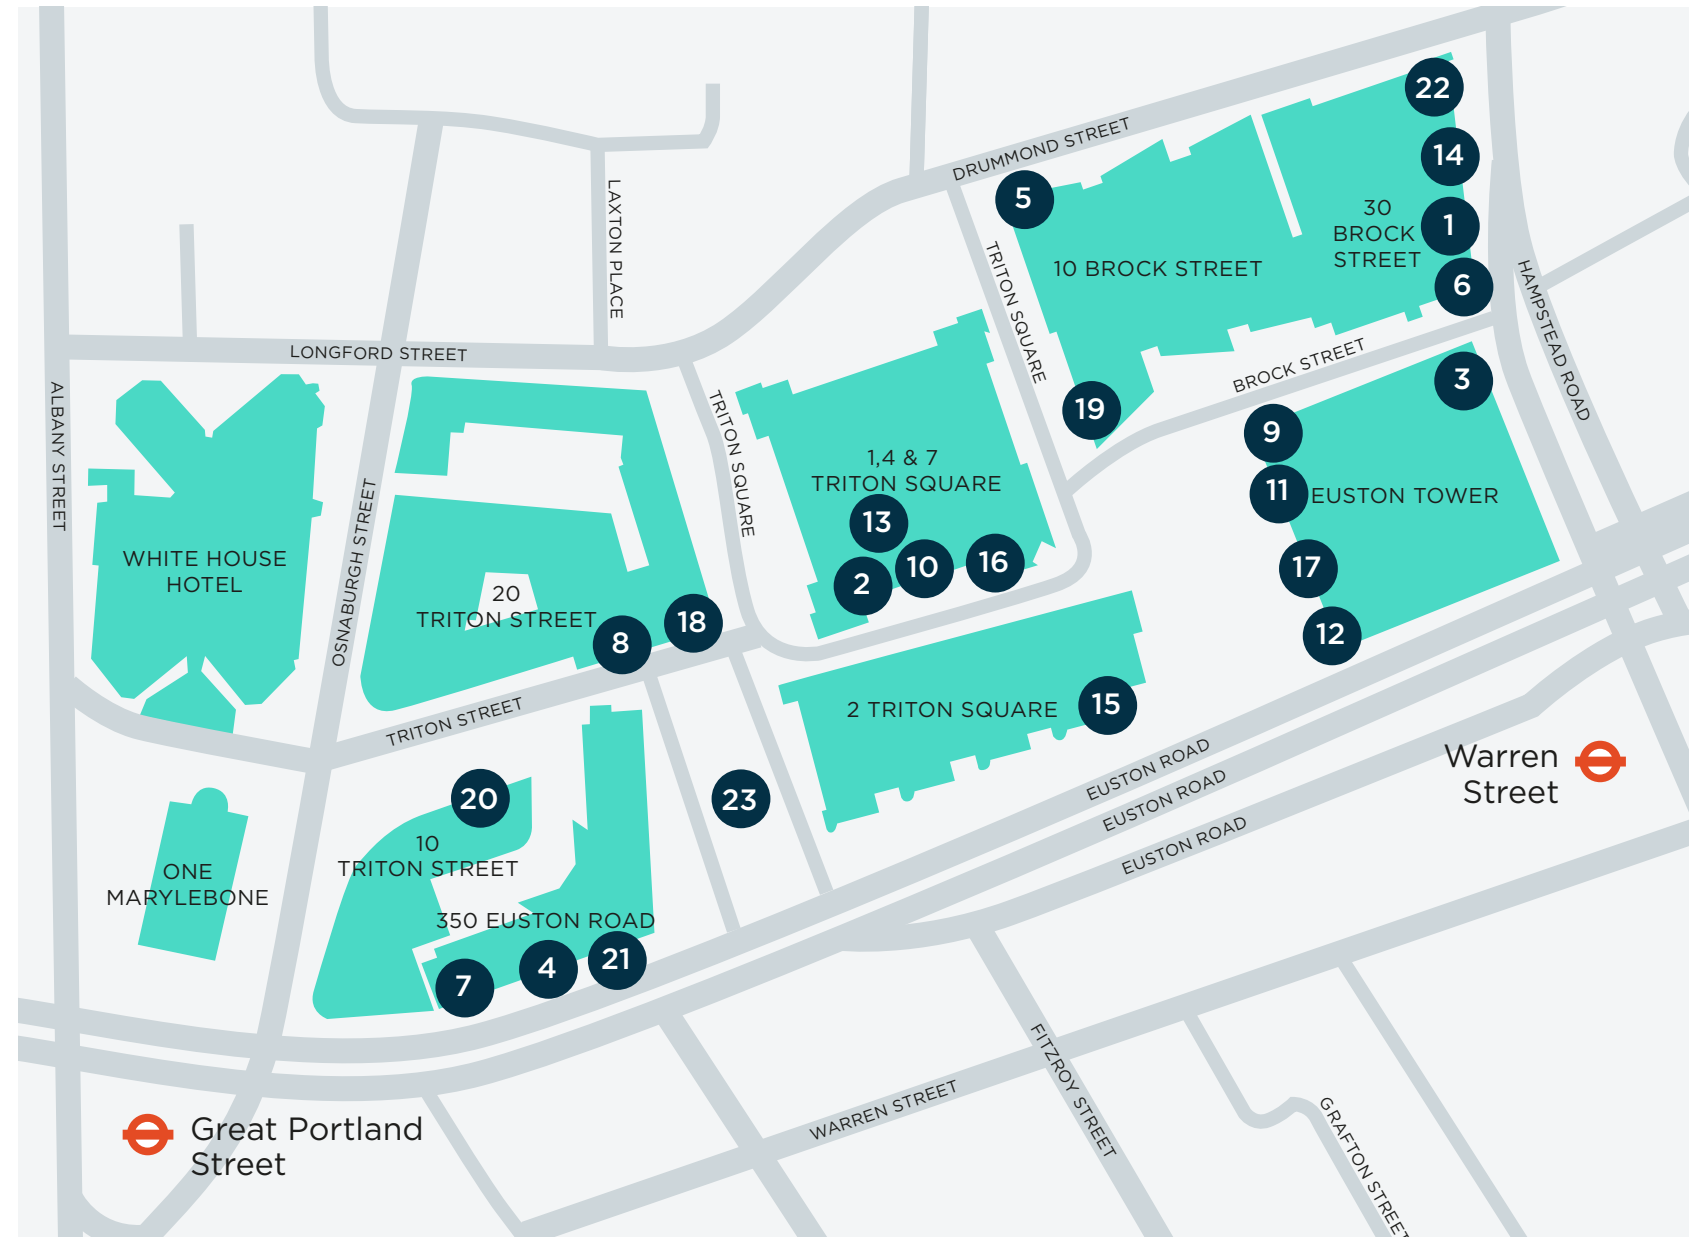 22
DRUMMOND STREET
14
5
LAXTON PLACE
30
BROCK
STREET
1
10 BROCK STREET
TRITON SQUARE
6
HAMPSTEAD ROAD
LONGFORD STREET
BROCK STREET
3
ALBANY STREET
TRITON SQUARE
19
9
1,4 & 7
TRITON SQUARE
11
EUSTON TOWER
13
OSNABURGH STREET
WHITE HOUSE
HOTEL
2
10
16
17
20
TRITON STREET
8
18
12
TRITON STREET
2 TRITON SQUARE
15
EUSTON ROAD
EUSTON ROAD
EUSTON ROAD
Warren
Street
20
23
10
TRITON STREET
ONE
MARYLEBONE
350 EUSTON ROAD
7
4
21
FITZROY STREET
WARREN STREET
GRAFTON STREET
Great Portland
Street